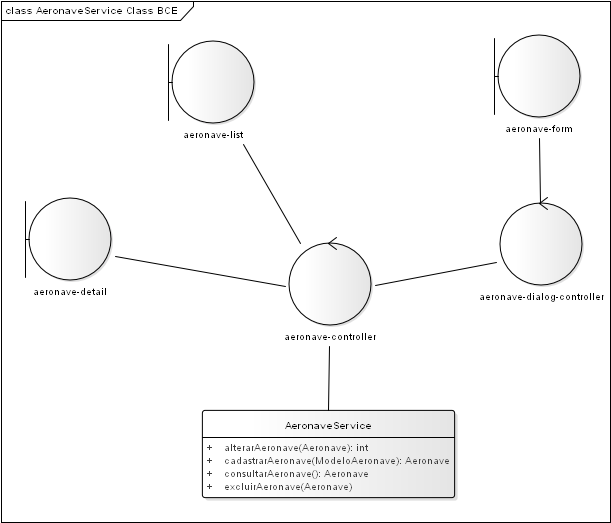 class AeronaveService Class BCE
aeronave-list
aeronave-form
aeronave-detail
aeronave-dialog-controller
aeronave-controller
AeronaveService
+ alterarAeronave(Aeronave): int
+ cadastrarAeronave(ModeloAeronave): Aeronave
+ consultarAeronave(): Aeronave
+ excluirAeronave(Aeronave)